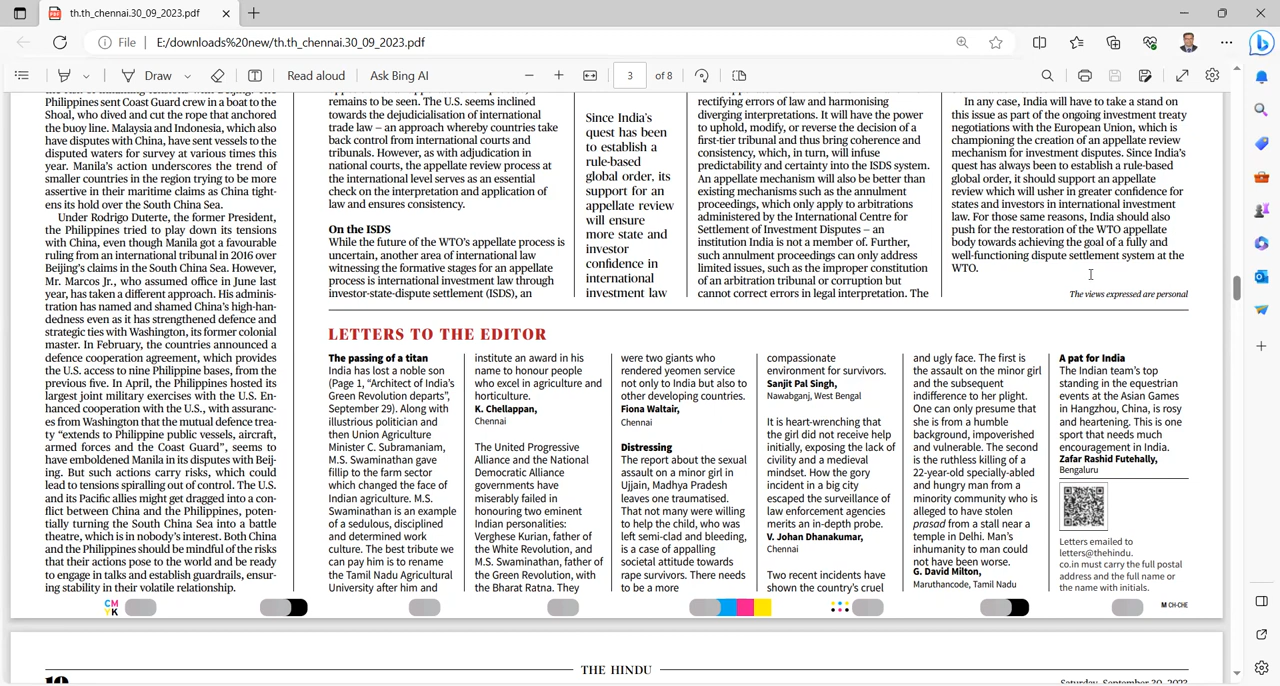 th.th_chennai.30_09_2023.pdf
File
E:/downloads%20new/th.th_chennai.30_09_2023.pdf
Draw
Read aloud
Ask Bing AI
3
of 8
Philippines sent Coast Guard crew in a boat to the
Shoal, who dived and cut the rope that anchored
the buoy line. Malaysia and Indonesia, which also
have disputes with China, have sent vessels to the
disputed waters for survey at various times this
year. Manila's action underscores the trend of
smaller countries in the region trying to be more
assertive in their maritime claims as China tight-
ens its hold over the South China Sea.
Under Rodrigo Duterte, the former President,
the Philippines tried to play down its tensions
with China, even though Manila got a favourable
ruling from an international tribunal in 2016 over
Beijing's claims in the South China Sea. However,
Mr. Marcos Jr., who assumed office in June last
year, has taken a different approach. His adminis-
tration has named and shamed China's high-han-
dedness even as it has strengthened defence and
strategic ties with Washington, its former colonial
master. In February, the countries announced a
defence cooperation agreement, which provides
the U.S. access to nine Philippine bases, from the
previous five. In April, the Philippines hosted its
largest joint military exercises with the U.S. En-
hanced cooperation with the U.S., with assuranc-
es from Washington that the mutual defence trea-
ty "extends to Philippine public vessels, aircraft,
armed forces and the Coast Guard", seems to
have emboldened Manila in its disputes with Beij-
ing. But such actions carry risks, which could
lead to tensions spiralling out of control. The U.S.
and its Pacific allies might get dragged into a con-
flict between China and the Philippines, poten-
tially turning the South China Sea into a battle
theatre, which is in nobody's interest. Both China
and the Philippines should be mindful of the risks
that their actions pose to the world and be ready
to engage in talks and establish guardrails, ensur-
ing stability in their volatile relationship.
remains to be seen. The U.S. seems inclined
towards the dejudicialisation of international
trade law – an approach whereby countries take
back control from international courts and
tribunals. However, as with adjudication in
national courts, the appellate review process at
the international level serves as an essential
check on the interpretation and application of
law and ensures consistency.
On the ISDS
While the future of the WTO's appellate process is
uncertain, another area of international law
witnessing the formative stages for an appellate
process is international investment law through
investor-state-dispute settlement (ISDS), an
Since India's
quest has been
to establish a
rule-based
global order, its
support for an
appellate review
will ensure
more state and
investor
confidence in
international
investment law
rectifying errors of law and harmonising
diverging interpretations. It will have the power
to uphold, modify, or reverse the decision of a
first-tier tribunal and thus bring coherence and
consistency, which, in turn, will infuse
predictability and certainty into the ISDS system.
An appellate mechanism will also be better than
existing mechanisms such as the annulment
proceedings, which only apply to arbitrations
administered by the International Centre for
Settlement of Investment Disputes – an
institution India is not a member of. Further,
such annulment proceedings can only address
limited issues, such as the improper constitution
of an arbitration tribunal or corruption but
cannot correct errors in legal interpretation. The
In any case, India will have to take a stand on
this issue as part of the ongoing investment treaty
negotiations with the European Union, which is
championing the creation of an appellate review
mechanism for investment disputes. Since India's
quest has always been to establish a rule-based
global order, it should support an appellate
review which will usher in greater confidence for
states and investors in international investment
law. For those same reasons, India should also
push for the restoration of the WTO appellate
body towards achieving the goal of a fully and
well-functioning dispute settlement system at the
WTO.
The views expressed are personal
LETTERS TO THE EDITOR
The passing of a titan
India has lost a noble son
(Page 1, "Architect of India's
Green Revolution departs",
September 29). Along with
illustrious politician and
then Union Agriculture
Minister C. Subramaniam,
M.S. Swaminathan gave
fillip to the farm sector
which changed the face of
Indian agriculture. M.S.
Swaminathan is an example
of a sedulous, disciplined
and determined work
culture. The best tribute we
can pay him is to rename
the Tamil Nadu Agricultural
University after him and
institute an award in his
name to honour people
who excel in agriculture and
horticulture.
K. Chellappan,
Chennai
The United Progressive
Alliance and the National
Democratic Alliance
governments have
miserably failed in
honouring two eminent
Indian personalities:
Verghese Kurian, father of
the White Revolution, and
M.S. Swaminathan, father of
the Green Revolution, with
the Bharat Ratna. They
were two giants who
rendered yeomen service
not only to India but also to
other developing countries.
Fiona Waltair,
Chennai
Distressing
The report about the sexual
assault on a minor girl in
Ujjain, Madhya Pradesh
leaves one traumatised.
That not many were willing
to help the child, who was
left semi-clad and bleeding,
is a case of appalling
societal attitude towards
rape survivors. There needs
to be a more
compassionate
environment for survivors.
Sanjit Pal Singh,
Nawabganj, West Bengal
It is heart-wrenching that
the girl did not receive help
initially, exposing the lack of
civility and a medieval
mindset. How the gory
incident in a big city
escaped the surveillance of
law enforcement agencies
merits an in-depth probe.
V. Johan Dhanakumar,
Chennai
Two recent incidents have
shown the country's cruel
and ugly face. The first is
the assault on the minor girl
and the subsequent
indifference to her plight.
One can only presume that
she is from a humble
background, impoverished
and vulnerable. The second
is the ruthless killing of a
22-year-old specially-abled
and hungry man from a
minority community who is
alleged to have stolen
prasad from a stall near a
temple in Delhi. Man's
inhumanity to man could
not have been worse.
G. David Milton,
Maruthancode, Tamil Nadu
A pat for India
The Indian team's top
standing in the equestrian
events at the Asian Games
in Hangzhou, China, is rosy
and heartening. This is one
sport that needs much
encouragement in India.
Zafar Rashid Futehally,
Bengaluru
Letters emailed to
letters@thehindu.
co.in must carry the full postal
address and the full name or
the name with initials.
CM
YK
M CH-CHE
THE HINDU